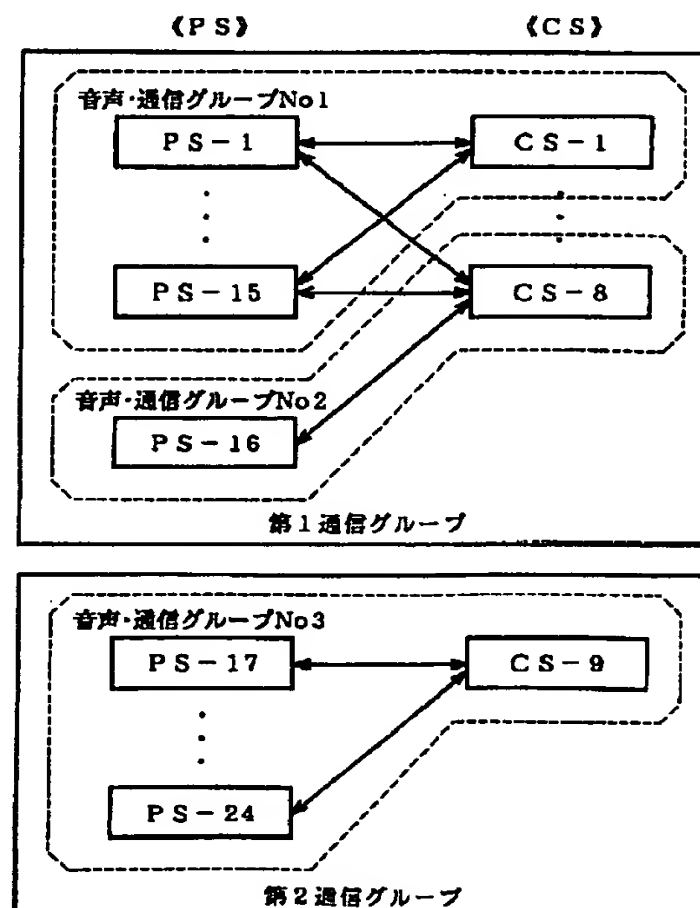 《PS》 《CS》
音声・通信グループNo1
PS-1 CS-1
PS-15 CS-8
音声・通信グループNo2
PS-16
第1通信グループ
音声・通信グループNo3
PS-17 CS-9
PS-24
第2通信グループ